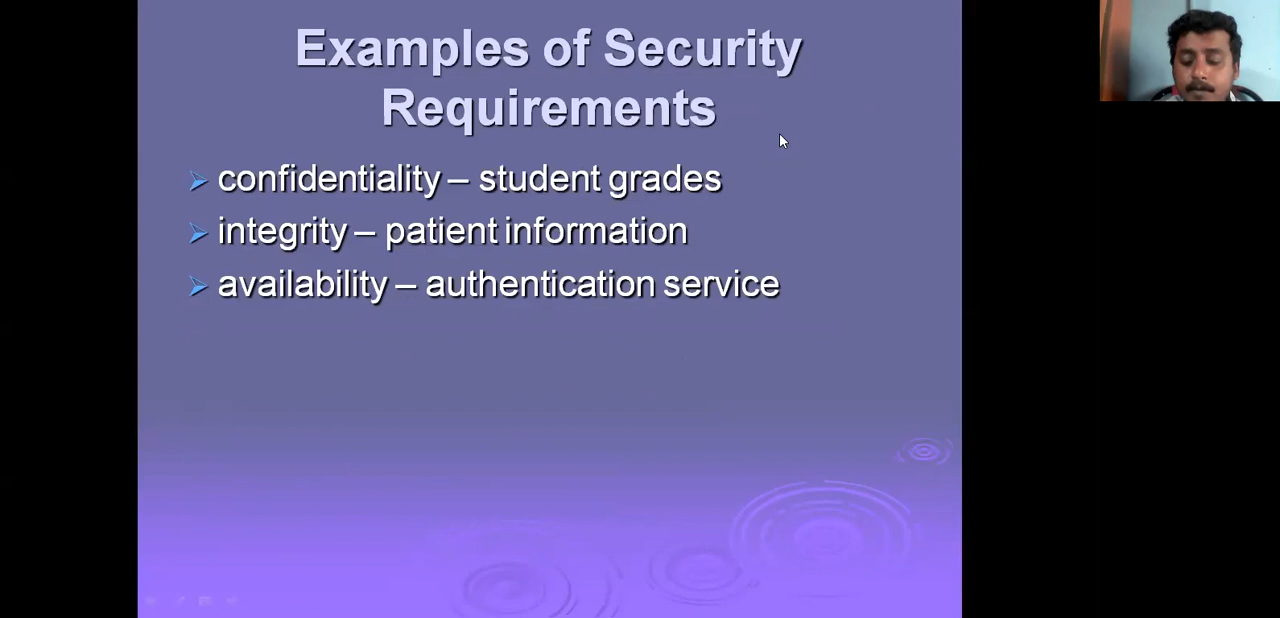 Examples of Security
Requirements
confidentiality – student grades
integrity – patient information
availability – authentication service